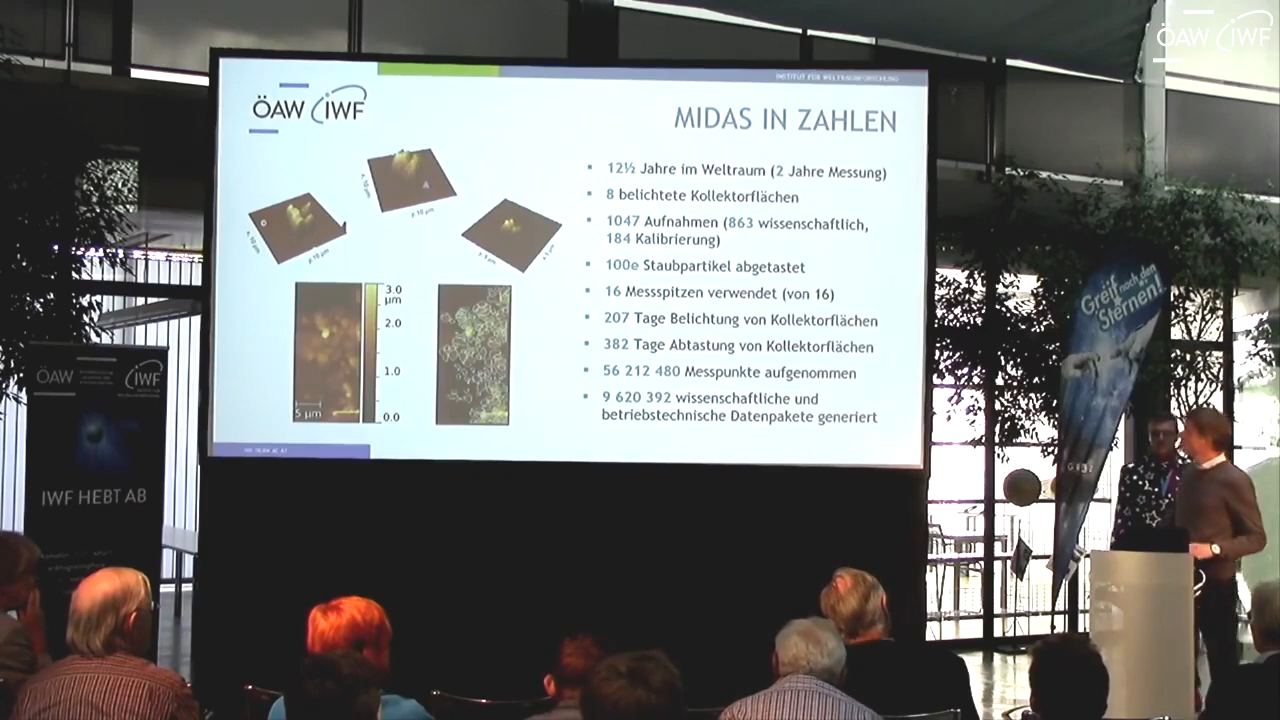 ÖAW IWF
INSTITUT FÜR WELTRAUMFORSCHUNG
ÖAW IWF
MIDAS IN ZAHLEN
12½ Jahre im Weltraum (2 Jahre Messung)
8 belichtete Kollektorflächen
1047 Aufnahmen (863 wissenschaftlich,
184 Kalibrierung)
100e Staubpartikel abgetastet
16 Messspitzen verwendet (von 16)
207 Tage Belichtung von Kollektorflächen
382 Tage Abtastung von Kollektorflächen
56 212 480 Messpunkte aufgenommen
9 620 392 wissenschaftliche und
betriebstechnische Datenpakete generiert
3.0
µm
2.0
1.0
0.0
5 µm
Greif nach den
Sternen!
ÖAW IWF
IWF HEBT AB